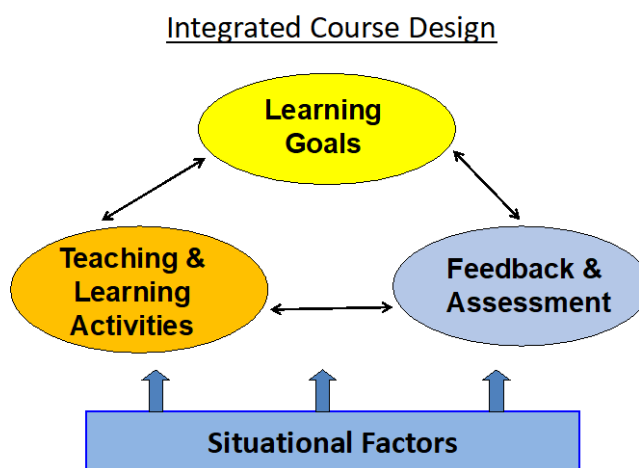 Integrated Course Design
Learning
Goals
Teaching &
Learning
Activities
Feedback &
Assessment
Situational Factors